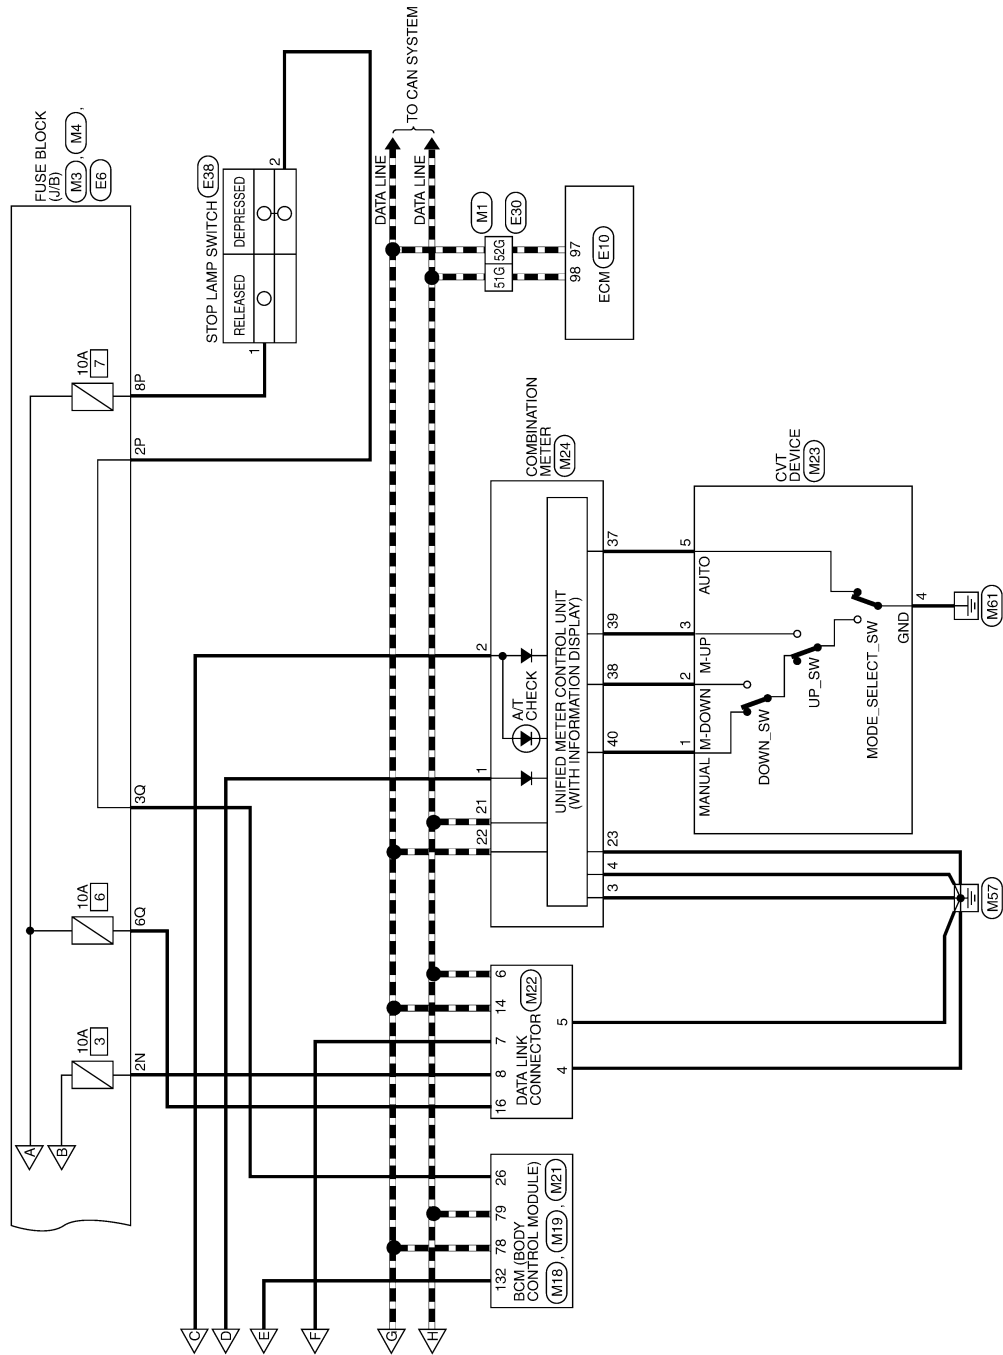 FUSE BLOCK
(J/B)
M3 , M4 ,
E6
A
B
10A
3
2N
10A
6
6Q
3Q
2P
10A
7
8P
STOP LAMP SWITCH E38
RELEASED
DEPRESSED
1
2
C
D
E
F
G
H
DATA LINE
DATA LINE
TO CAN SYSTEM
132
78
79
26
BCM (BODY
CONTROL MODULE)
M18 , M19 , M21
16
8
7
14
6
DATA LINK
CONNECTOR M22
4
5
COMBINATION
METER
M24
22
21
1
2
A/T
CHECK
UNIFIED METER CONTROL UNIT
(WITH INFORMATION DISPLAY)
3
4
23
40
38
39
37
51G
52G
M1
E30
98
97
ECM E10
CVT
DEVICE
M23
1
2
3
5
MANUAL
M-DOWN
M-UP
AUTO
DOWN_SW
UP_SW
MODE_SELECT_SW
GND
4
M57
M61